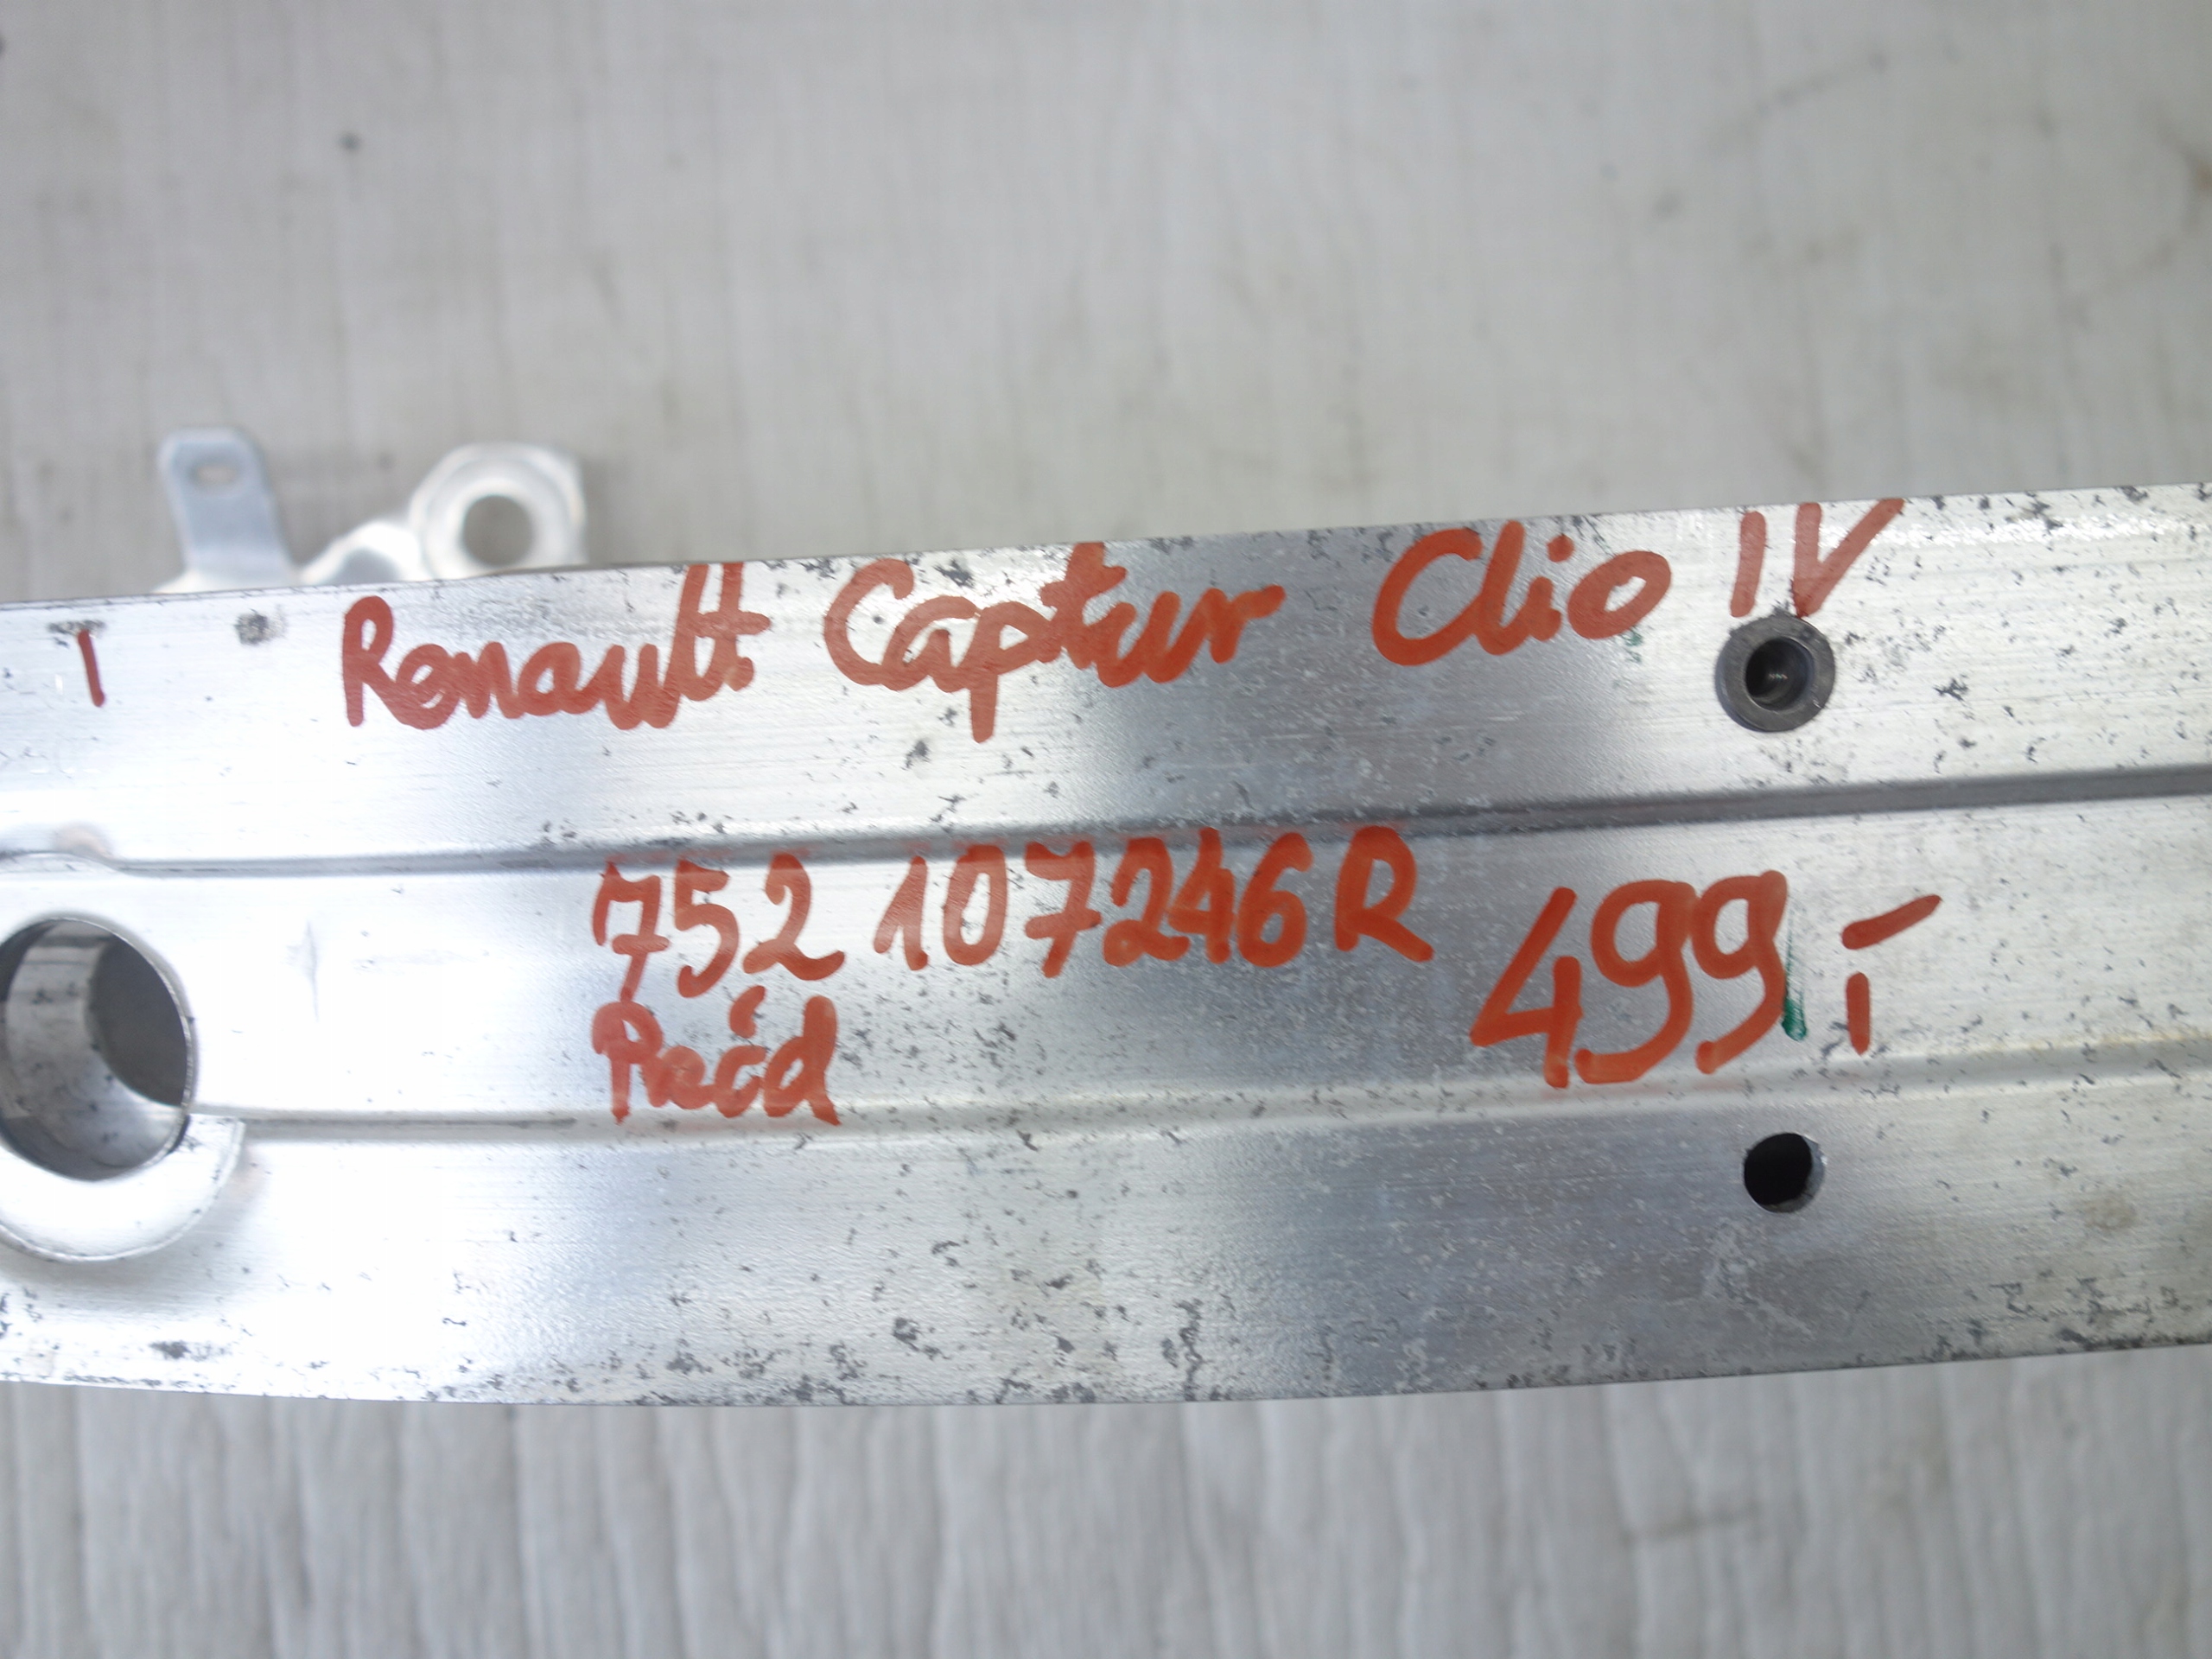 I Renault Captur Clio IV
752107246R 499,-
Przód